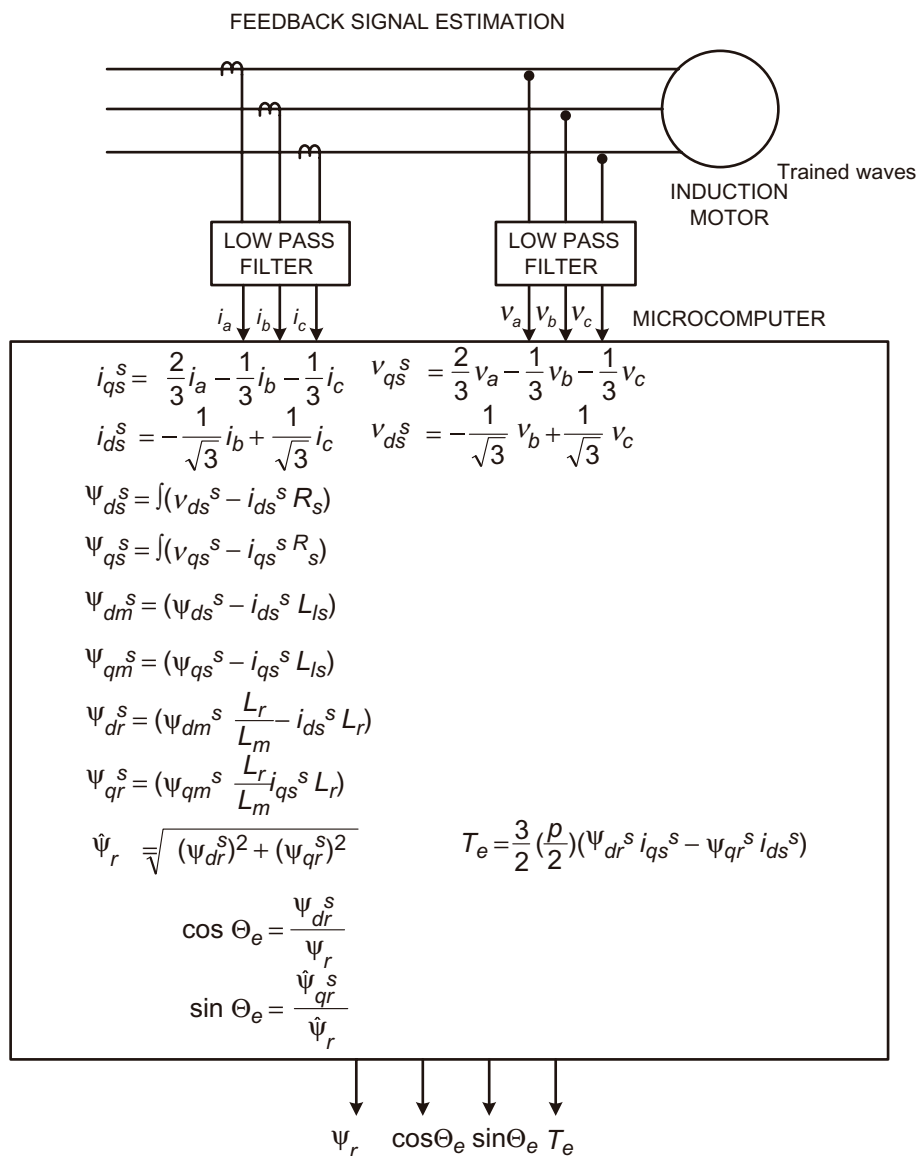 FEEDBACK SIGNAL ESTIMATION
Trained waves
INDUCTION
MOTOR
LOW PASS
FILTER
LOW PASS
FILTER
i_a i_b i_c
v_a v_b v_c
MICROCOMPUTER
i_qs^s = 2/3 i_a − 1/3 i_b − 1/3 i_c
v_qs^s = 2/3 v_a − 1/3 v_b − 1/3 v_c
i_ds^s = − 1/√3 i_b + 1/√3 i_c
v_ds^s = − 1/√3 v_b + 1/√3 v_c
ψ_ds^s = ∫(v_ds^s − i_ds^s R_s)
ψ_qs^s = ∫(v_qs^s − i_qs^s R_s)
ψ_dm^s = (ψ_ds^s − i_ds^s L_ls)
ψ_qm^s = (ψ_qs^s − i_qs^s L_ls)
ψ_dr^s = (ψ_dm^s L_r/L_m − i_ds^s L_r)
ψ_qr^s = (ψ_qm^s L_r/L_m i_qs^s L_r)
ψ̂_r = √((ψ_dr^s)2 + (ψ_qr^s)2)
T_e = 3/2 (p/2)(ψ_dr^s i_qs^s − ψ_qr^s i_ds^s)
cos Θ_e = ψ_dr^s/ψ_r
sin Θ_e = ψ̂_qr^s/ψ̂_r
ψ_r cosΘ_e sinΘ_e T_e